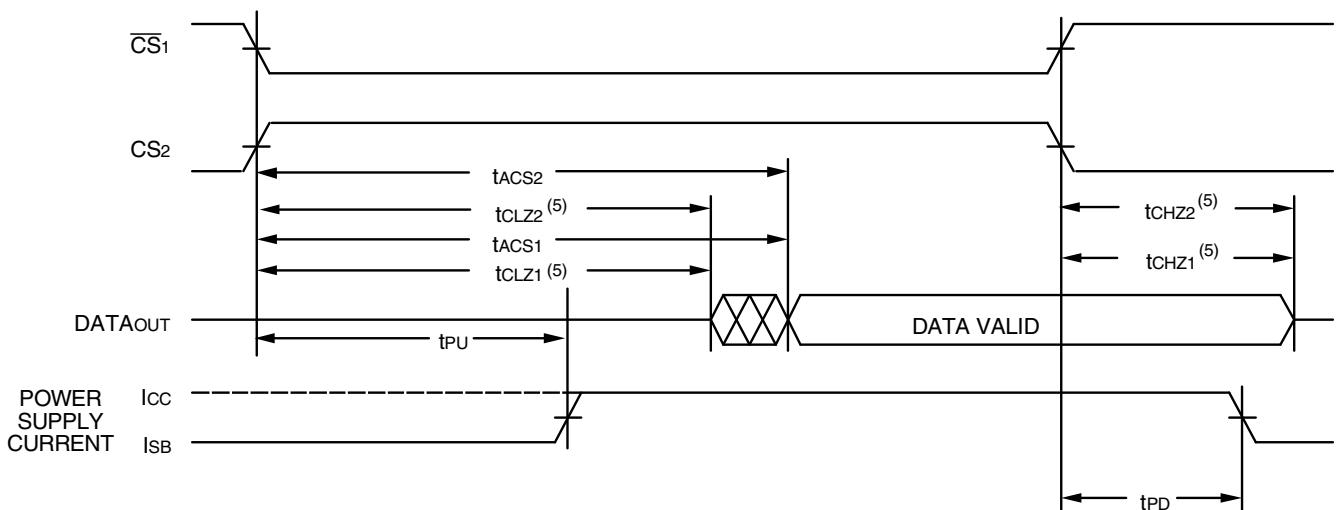 C̅S̅1
CS2
tACS2
tCLZ2 (5)
tCHZ2 (5)
tACS1
tCLZ1 (5)
tCHZ1 (5)
DATAOUT
DATA VALID
tPU
POWER
SUPPLY
CURRENT
ICC
ISB
tPD